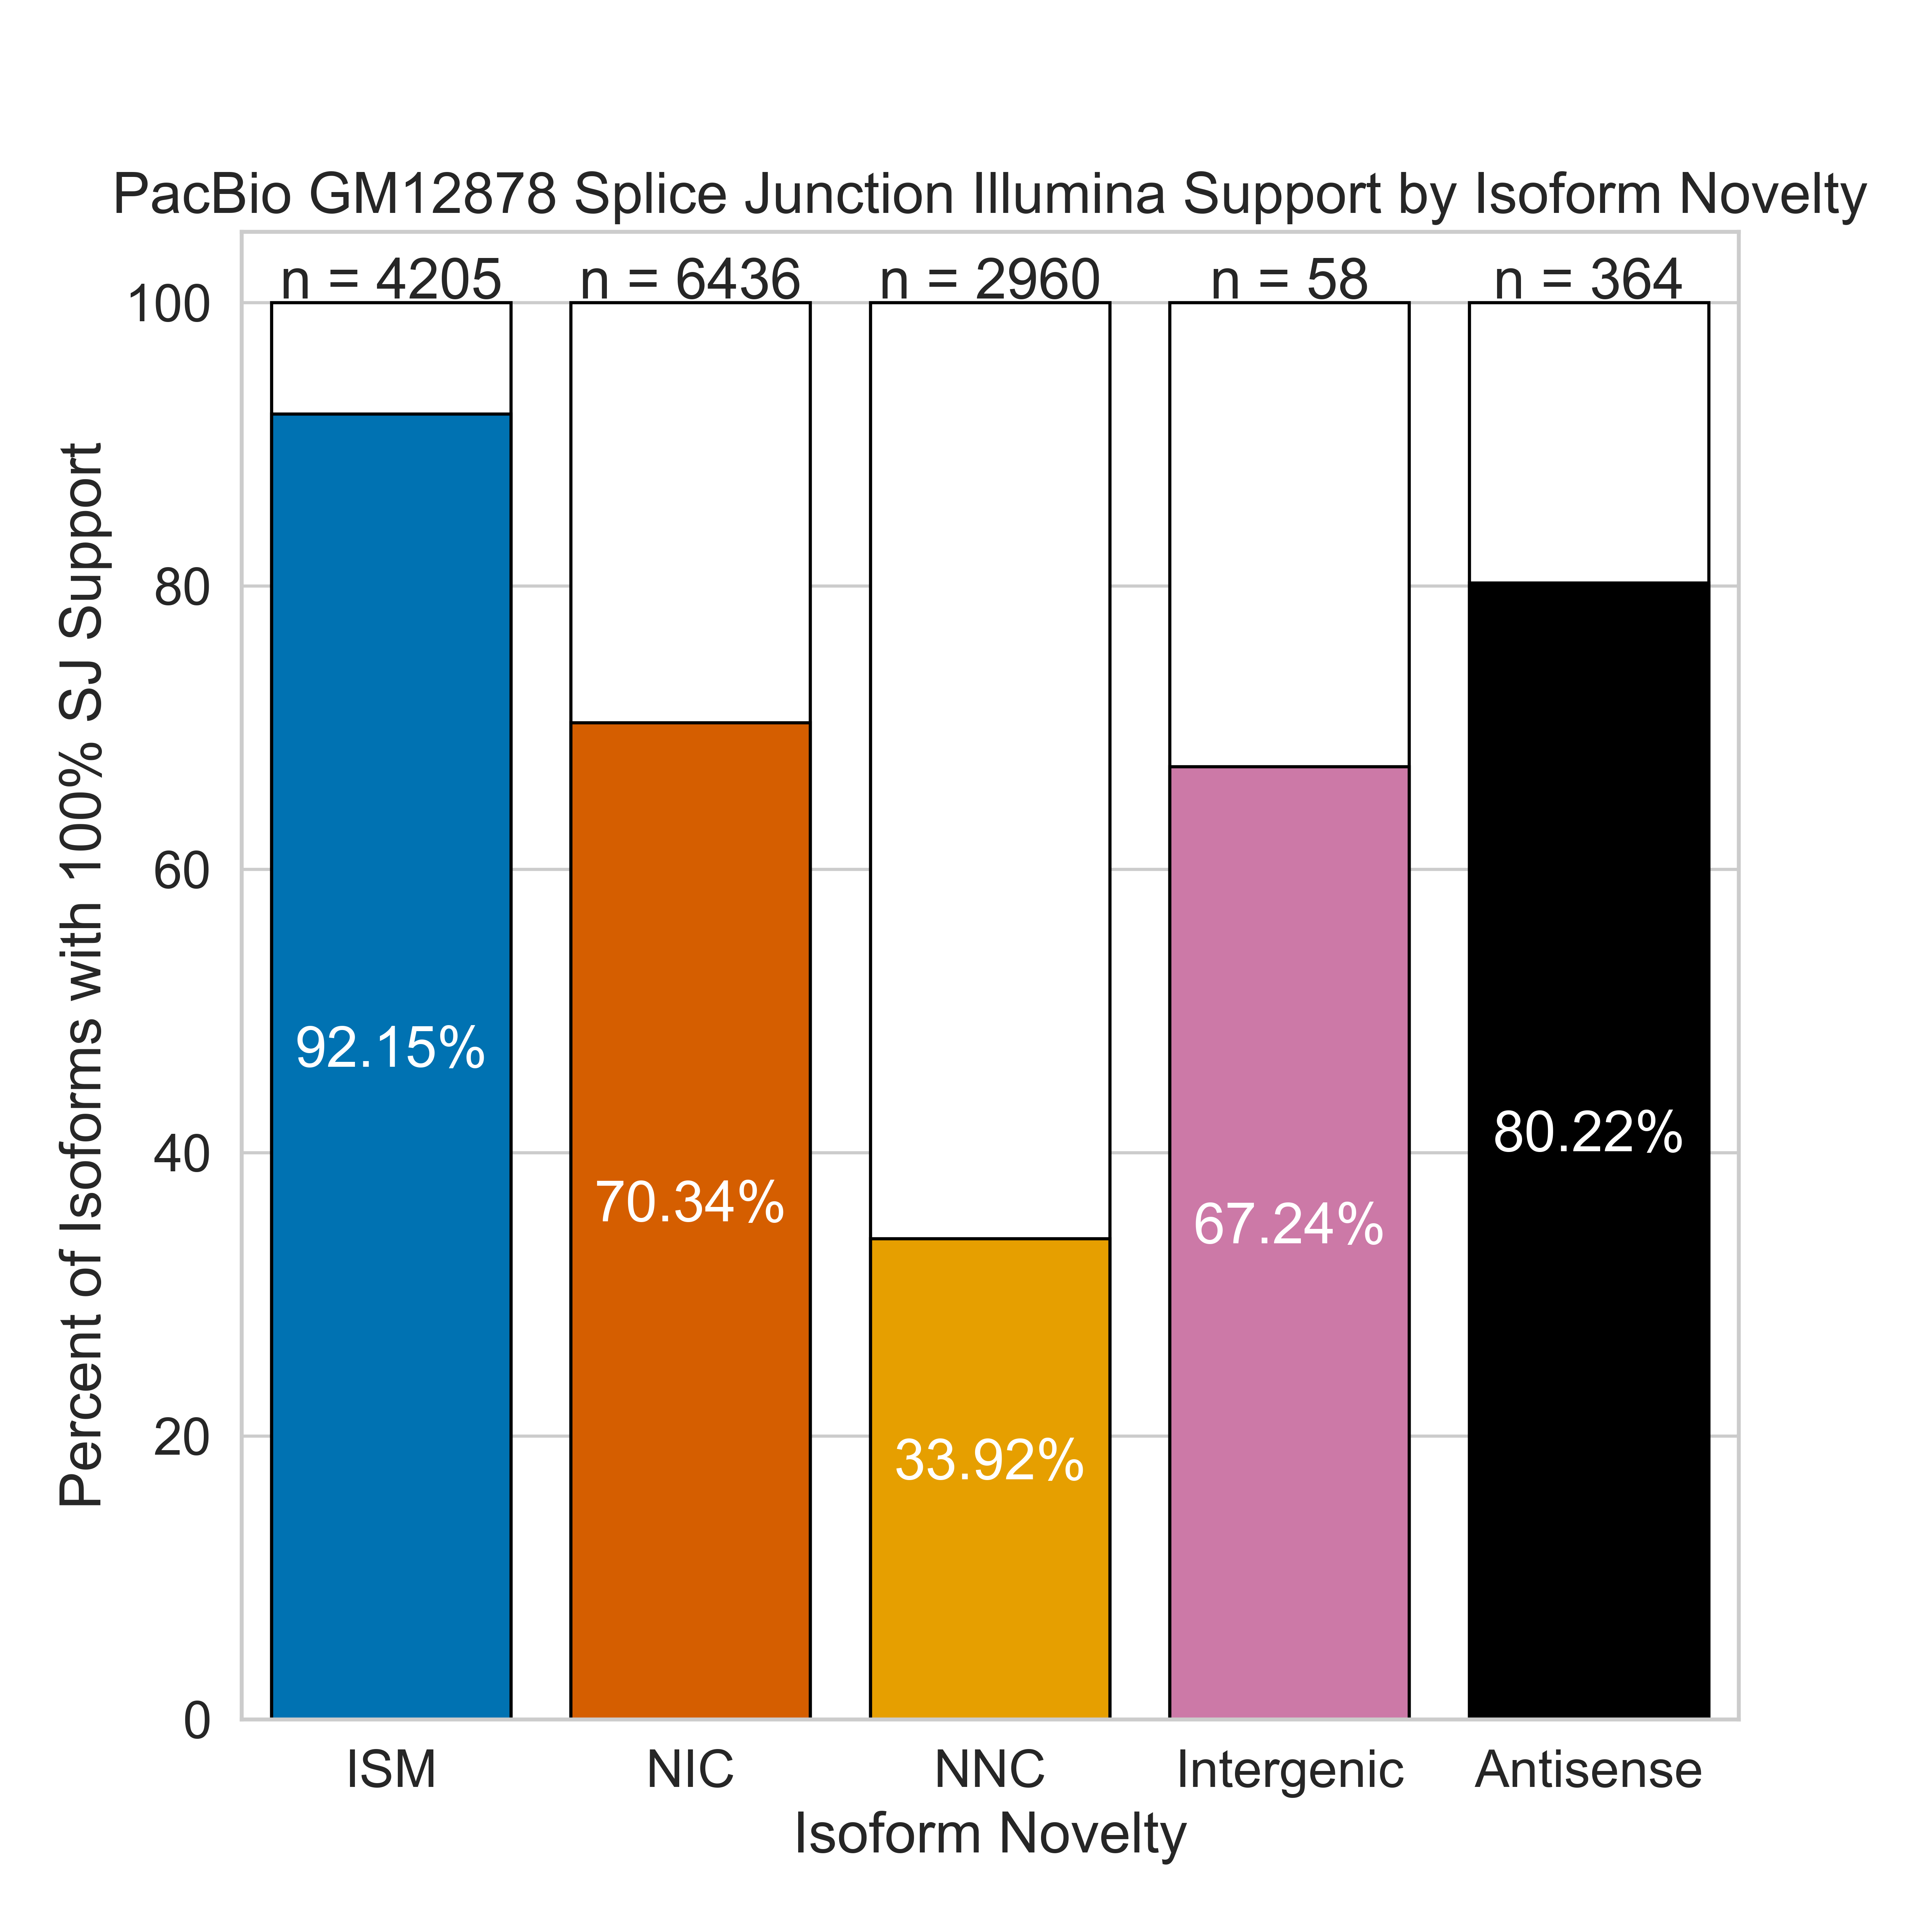 PacBio GM12878 Splice Junction Illumina Support by Isoform Novelty
n = 4205 n = 6436 n = 2960 n = 58 n = 364
Percent of Isoforms with 100% SJ Support
100
80
60
40
20
0
92.15%
70.34%
33.92%
67.24%
80.22%
ISM NIC NNC Intergenic Antisense
Isoform Novelty